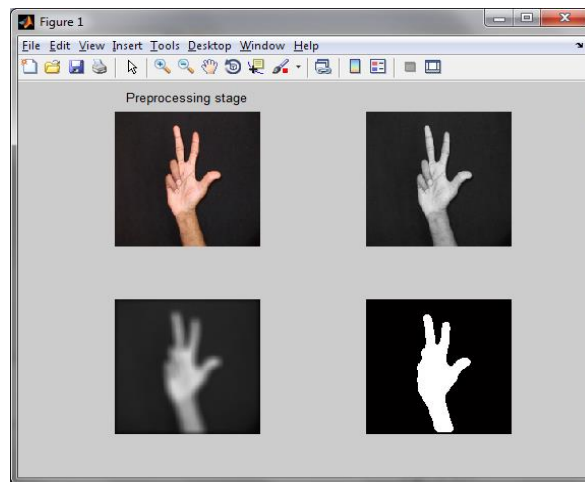 Figure 1
File Edit View Insert Tools Desktop Window Help
Preprocessing stage